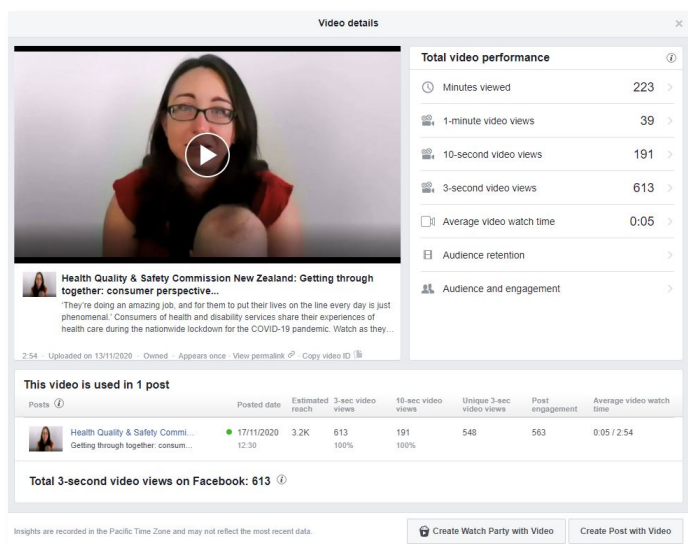 Video details
Total video performance
Minutes viewed 223
1-minute video views 39
10-second video views 191
3-second video views 613
Average video watch time 0:05
Audience retention
Audience and engagement
Health Quality & Safety Commission New Zealand: Getting through
together: consumer perspective...
'They're doing an amazing job, and for them to put their lives on the line every day is just
phenomenal.' Consumers of health and disability services share their experiences of
health care during the nationwide lockdown for the COVID-19 pandemic. Watch as they...
2:54 · Uploaded on 13/11/2020 · Owned · Appears once · View permalink · Copy video ID
This video is used in 1 post
Posts Posted date Estimated reach 3-sec video views 10-sec video views Unique 3-sec video views Post engagement Average video watch time
Health Quality & Safety Commi... 17/11/2020 3.2K 613 191 548 563 0:05 / 2:54
Getting through together: consum... 12:30 100% 100%
Total 3-second video views on Facebook: 613
Insights are recorded in the Pacific Time Zone and may not reflect the most recent data.
Create Watch Party with Video
Create Post with Video